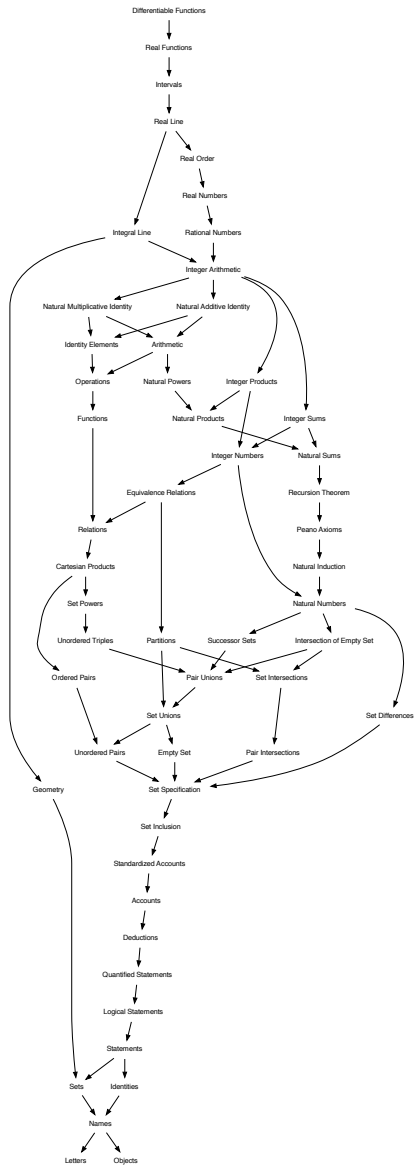 Differentiable Functions
Real Functions
Intervals
Real Line
Real Order
Real Numbers
Integral Line
Rational Numbers
Integer Arithmetic
Natural Multiplicative Identity
Natural Additive Identity
Identity Elements
Arithmetic
Operations
Natural Powers
Integer Products
Functions
Natural Products
Integer Sums
Integer Numbers
Natural Sums
Equivalence Relations
Recursion Theorem
Relations
Peano Axioms
Cartesian Products
Natural Induction
Set Powers
Natural Numbers
Unordered Triples
Partitions
Successor Sets
Intersection of Empty Set
Ordered Pairs
Pair Unions
Set Intersections
Set Unions
Set Differences
Unordered Pairs
Empty Set
Pair Intersections
Geometry
Set Specification
Set Inclusion
Standardized Accounts
Accounts
Deductions
Quantified Statements
Logical Statements
Statements
Sets
Identities
Names
Letters
Objects